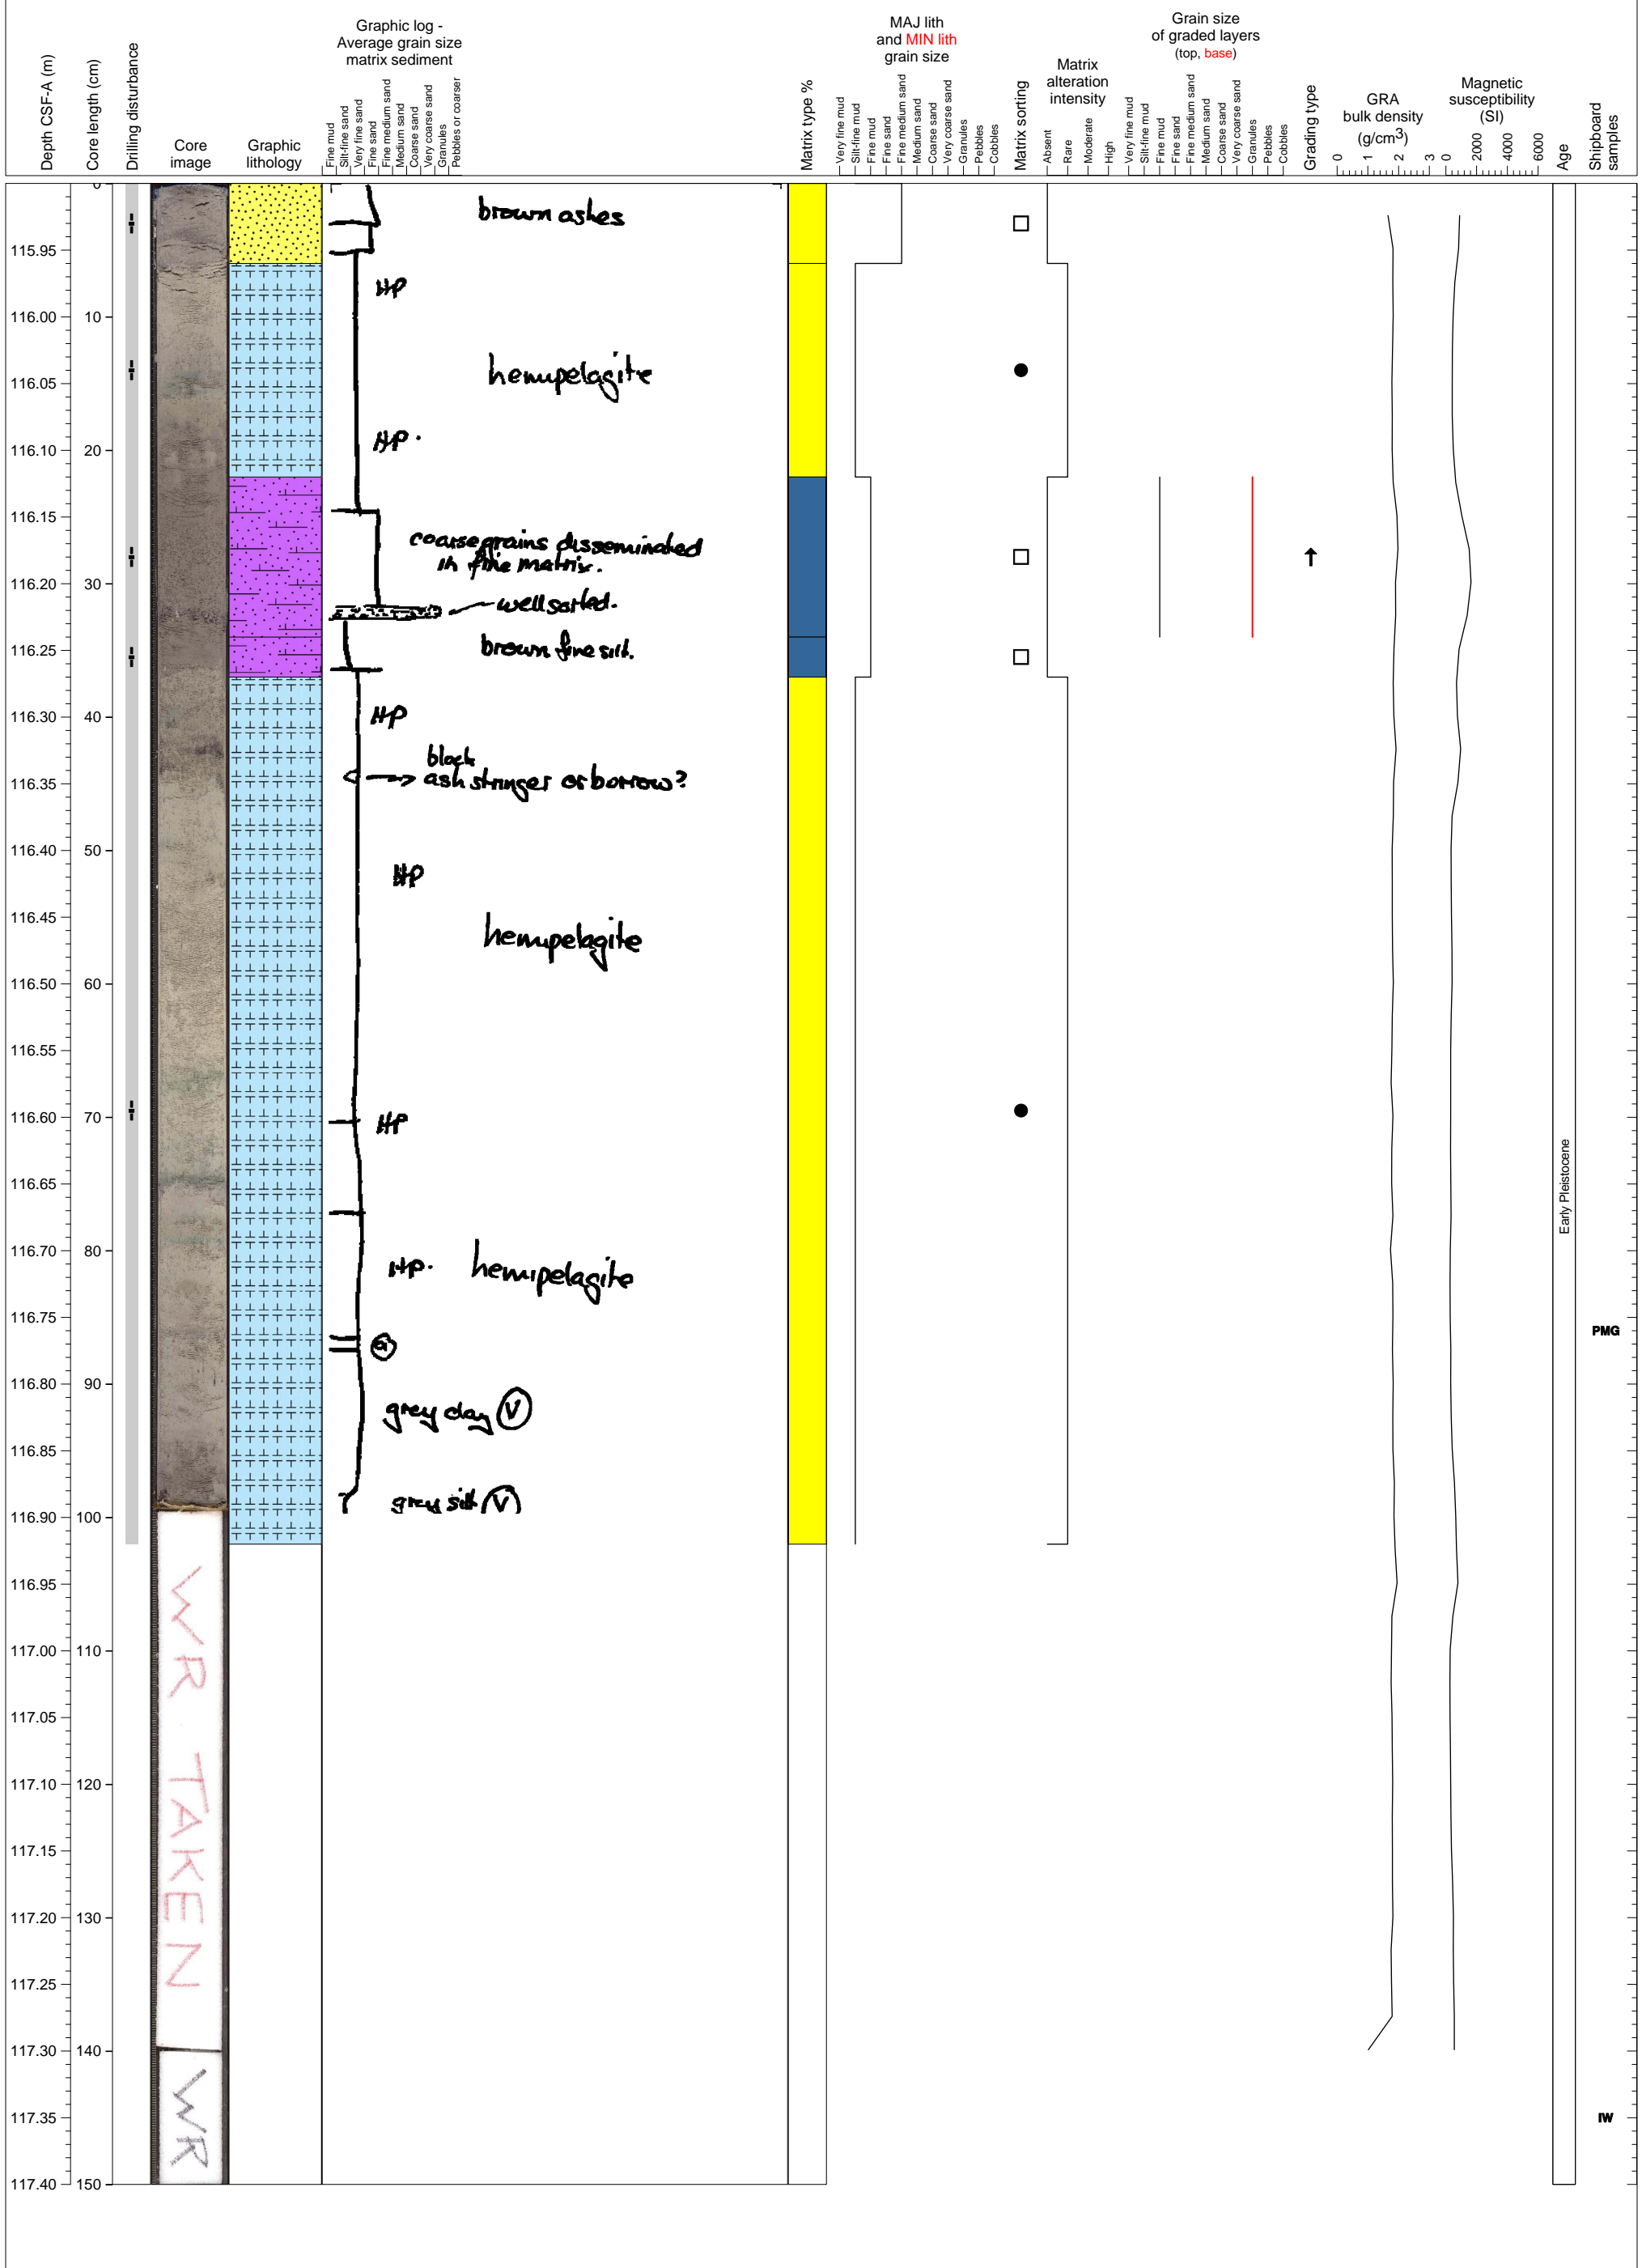 Depth CSF-A (m)
Core length (cm)
Drilling disturbance
Core
image
Graphic
lithology
Graphic log -
Average grain size
matrix sediment
Fine mud
Silt-fine sand
Very fine sand
Fine sand
Fine medium sand
Medium sand
Coarse sand
Very coarse sand
Granules
Pebbles or coarser
Matrix type %
MAJ lith
and MIN lith
grain size
Very fine mud
Silt-fine mud
Fine mud
Fine sand
Fine medium sand
Medium sand
Coarse sand
Very coarse sand
Granules
Pebbles
Cobbles
Matrix sorting
Matrix
alteration
intensity
Absent
Rare
Moderate
High
Grain size
of graded layers
(top, base)
Very fine mud
Silt-fine mud
Fine mud
Fine sand
Fine medium sand
Medium sand
Coarse sand
Very coarse sand
Granules
Pebbles
Cobbles
Grading type
GRA
bulk density
(g/cm3)
0 1 2 3
Magnetic
susceptibility
(SI)
0 2000 4000 6000
Age
Shipboard
samples
0
brown ashes
115.95
HP
116.00 10
hemipelagite
116.05
HP
116.10 20
116.15
coarse grains disseminated
in fine matrix.
116.20 30
well sorted.
brown fine silt.
116.25
HP
116.30 40
black
ash stringer or borrow?
116.35
116.40 50
HP
hemipelagite
116.45
116.50 60
116.55
116.60 70
HP
Early Pleistocene
116.65
116.70 80
HP. hemipelagite
116.75
PMG
116.80 90
grey clay V
116.85
grey silt V
116.90 100
116.95
WR TAKEN
117.00 110
117.05
117.10 120
117.15
117.20 130
117.25
117.30 140
WR
117.35
IW
117.40 150